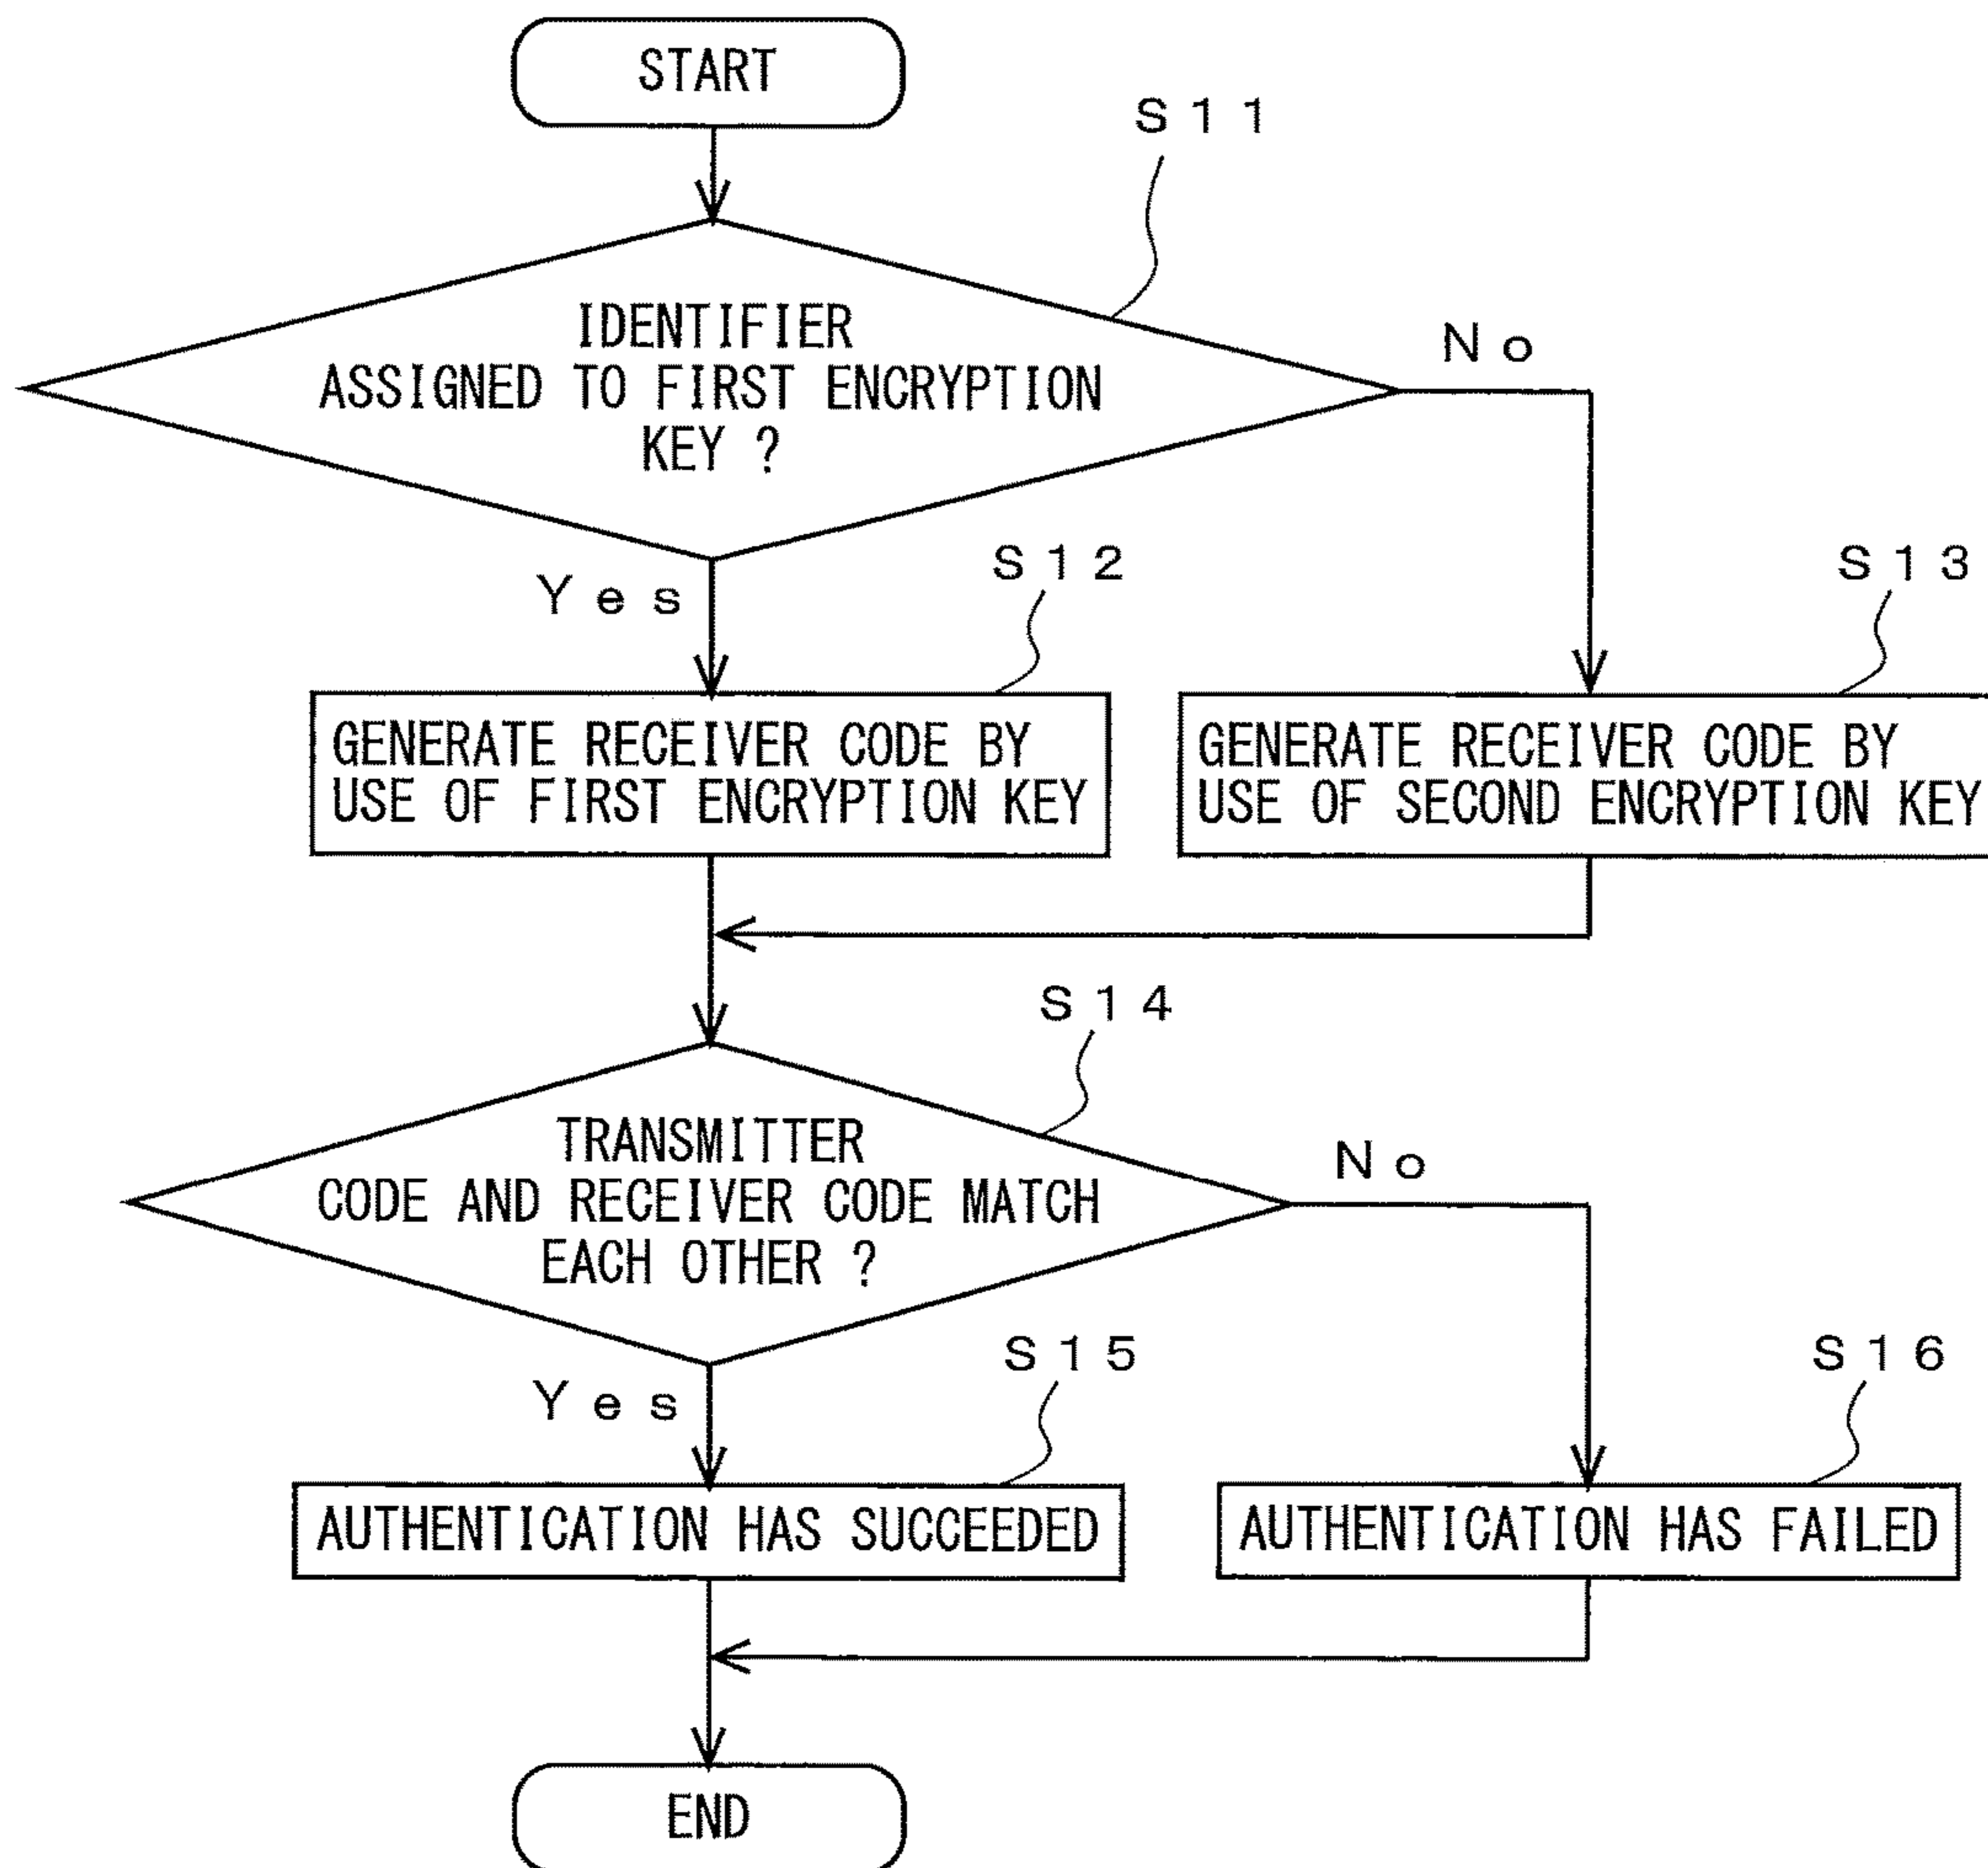 START
S11
IDENTIFIER
ASSIGNED TO FIRST ENCRYPTION
KEY ?
No
Yes
S12
S13
GENERATE RECEIVER CODE BY
USE OF FIRST ENCRYPTION KEY
GENERATE RECEIVER CODE BY
USE OF SECOND ENCRYPTION KEY
S14
TRANSMITTER
CODE AND RECEIVER CODE MATCH
EACH OTHER ?
No
Yes
S15
S16
AUTHENTICATION HAS SUCCEEDED
AUTHENTICATION HAS FAILED
END